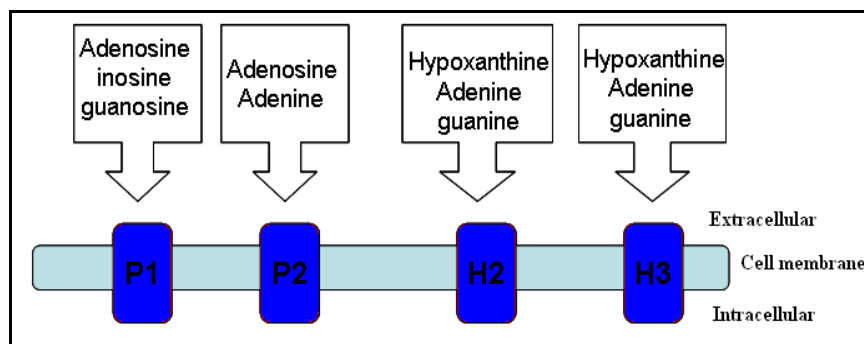 Adenosine
inosine
guanosine
Adenosine
Adenine
Hypoxanthine
Adenine
guanine
Hypoxanthine
Adenine
guanine
Extracellular
P1
P2
H2
H3
Cell membrane
Intracellular